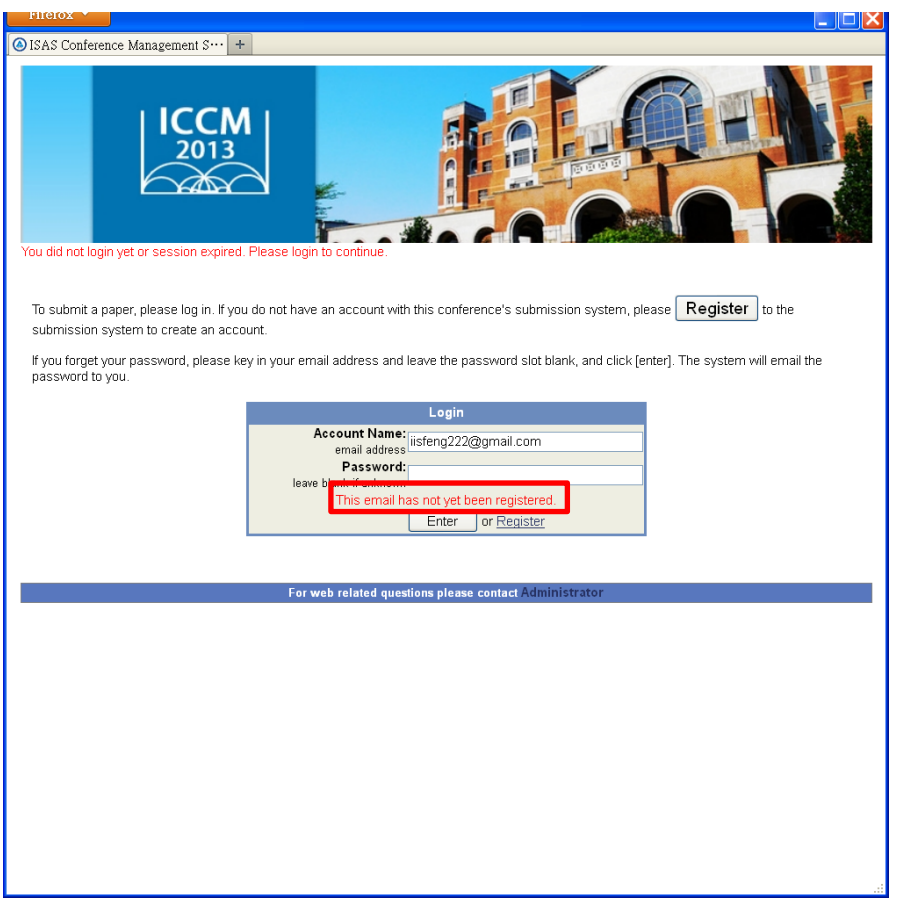 Firefox
ISAS Conference Management S···
+
ICCM
2013
You did not login yet or session expired. Please login to continue.
To submit a paper, please log in. If you do not have an account with this conference's submission system, please Register to the
submission system to create an account.
If you forget your password, please key in your email address and leave the password slot blank, and click [enter]. The system will email the
password to you.
Login
Account Name: iisfeng222@gmail.com
email address
Password:
leave blank if unknown
This email has not yet been registered.
Enter or Register
For web related questions please contact Administrator